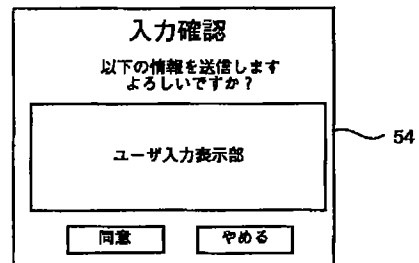 入力確認
以下の情報を送信します
よろしいですか?
ユーザ入力表示部
54
同意 やめる